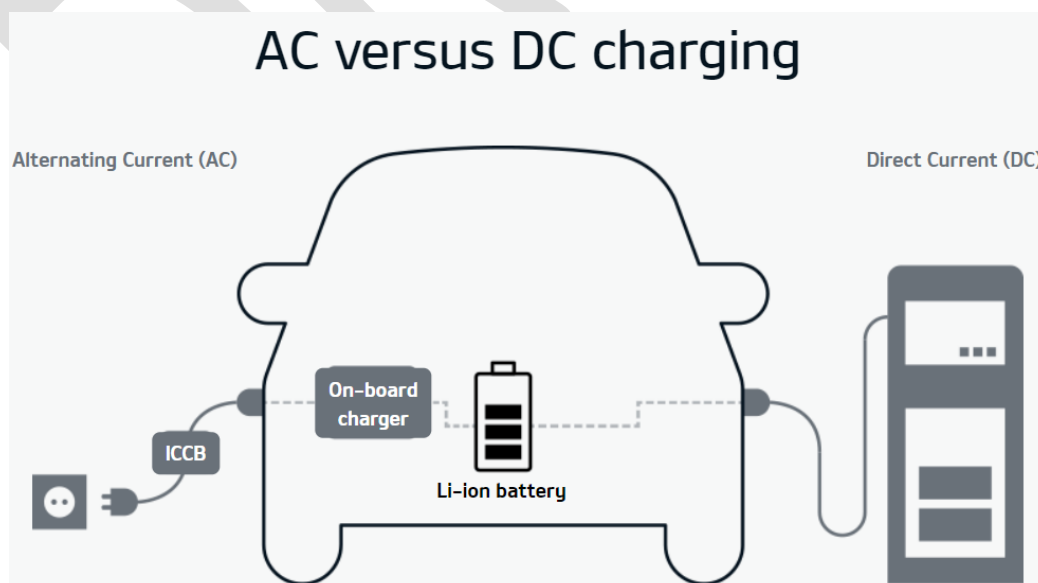 AC versus DC charging
Alternating Current (AC)
Direct Current (DC)
On-board
charger
ICCB
Li-ion battery